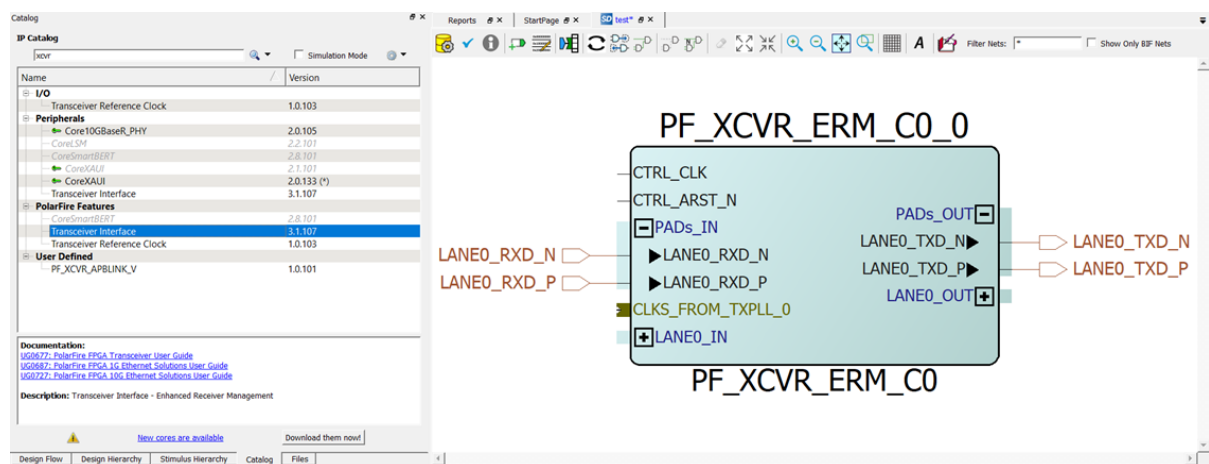 Catalog
IP Catalog
xcvr
Simulation Mode
Name
Version
I/O
Transceiver Reference Clock 1.0.103
Peripherals
Core10GBaseR_PHY 2.0.105
CoreLSM 2.2.101
CoreSmartBERT 2.8.101
CoreXAUI 2.1.101
CoreXAUI 2.0.133 (*)
Transceiver Interface 3.1.107
PolarFire Features
CoreSmartBERT 2.8.101
Transceiver Interface 3.1.107
Transceiver Reference Clock 1.0.103
User Defined
PF_XCVR_APBLINK_V 1.0.101
Documentation:
UG0677: PolarFire FPGA Transceiver User Guide
UG0687: PolarFire FPGA 1G Ethernet Solutions User Guide
UG0727: PolarFire FPGA 10G Ethernet Solutions User Guide
Description: Transceiver Interface - Enhanced Receiver Management
New cores are available
Download them now!
Design Flow
Design Hierarchy
Stimulus Hierarchy
Catalog
Files
Reports
StartPage
SD test*
A
Filter Nets: *
Show Only BIF Nets
PF_XCVR_ERM_C0_0
CTRL_CLK
CTRL_ARST_N
PADs_IN
LANE0_RXD_N
LANE0_RXD_N
LANE0_RXD_P
LANE0_RXD_P
CLKS_FROM_TXPLL_0
LANE0_IN
PADs_OUT
LANE0_TXD_N
LANE0_TXD_N
LANE0_TXD_P
LANE0_TXD_P
LANE0_OUT
PF_XCVR_ERM_C0